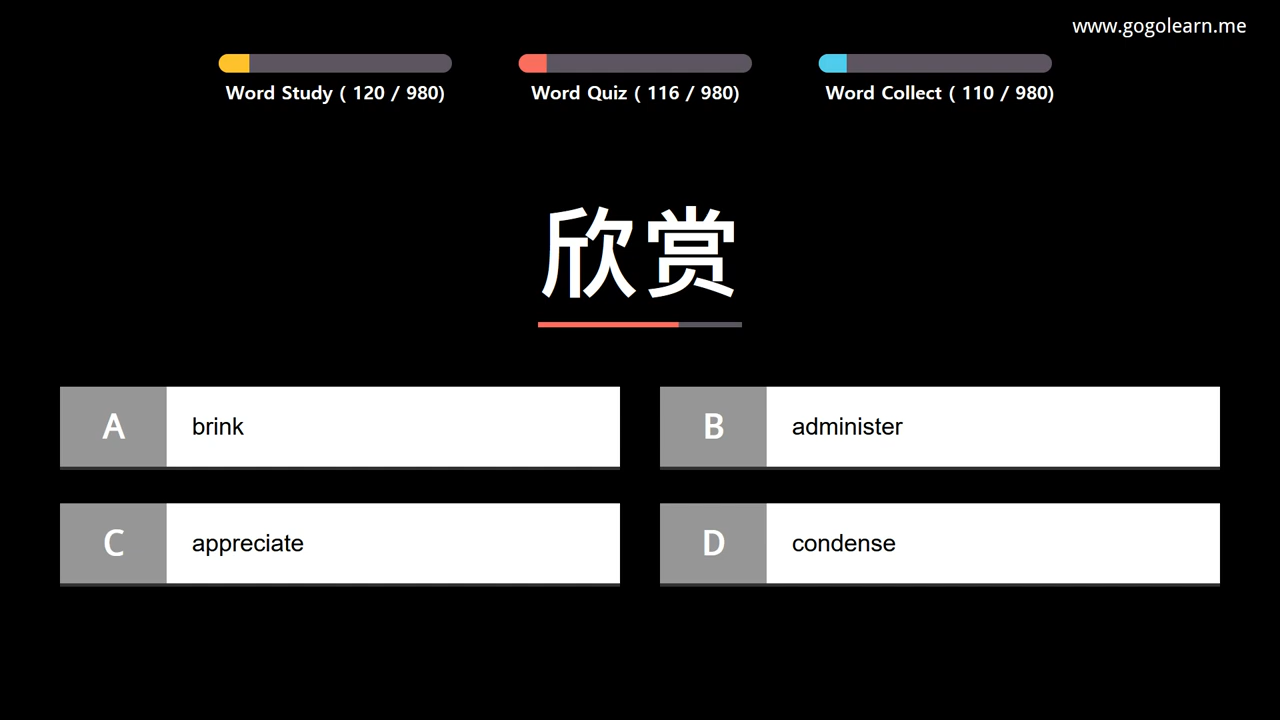 www.gogolearn.me
Word Study ( 120 / 980)
Word Quiz ( 116 / 980)
Word Collect ( 110 / 980)
欣赏
A brink
B administer
C appreciate
D condense